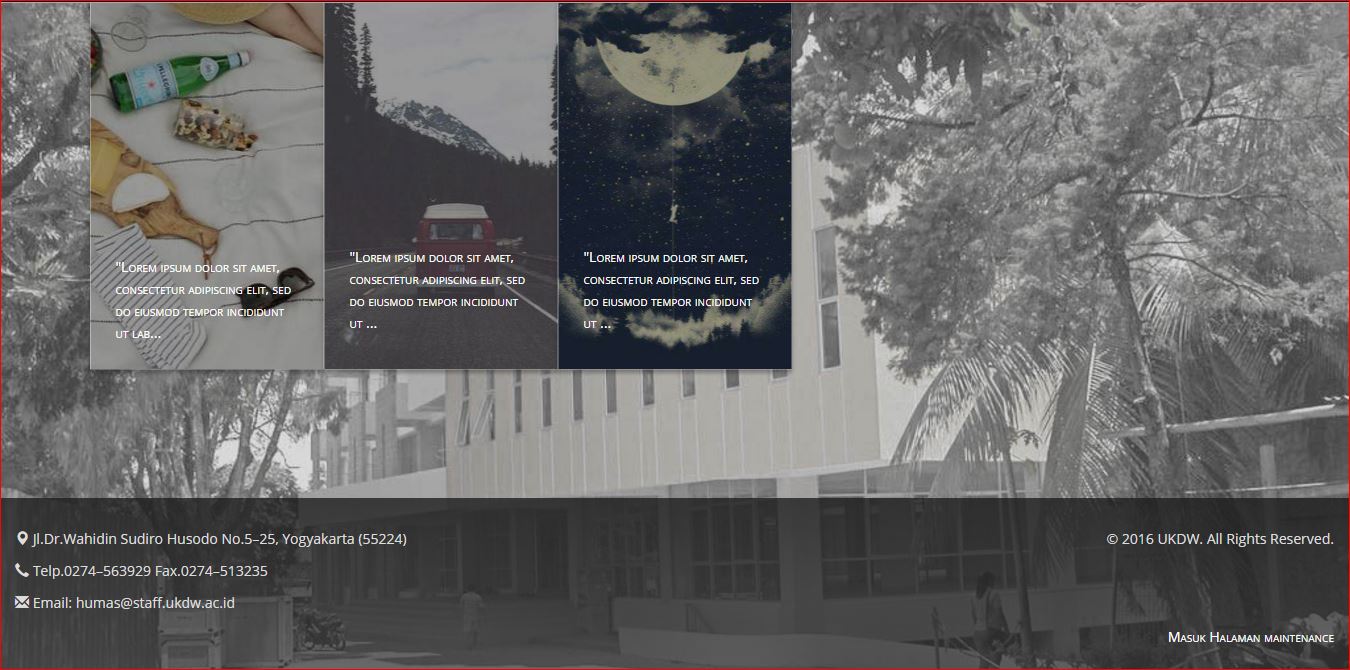 "Lorem ipsum dolor sit amet,
consectetur adipiscing elit, sed
do eiusmod tempor incididunt
ut lab...
"Lorem ipsum dolor sit amet,
consectetur adipiscing elit, sed
do eiusmod tempor incididunt
ut ...
"Lorem ipsum dolor sit amet,
consectetur adipiscing elit, sed
do eiusmod tempor incididunt
ut ...
Jl.Dr.Wahidin Sudiro Husodo No.5–25, Yogyakarta (55224)
Telp.0274–563929 Fax.0274–513235
Email: humas@staff.ukdw.ac.id
© 2016 UKDW. All Rights Reserved.
Masuk Halaman maintenance